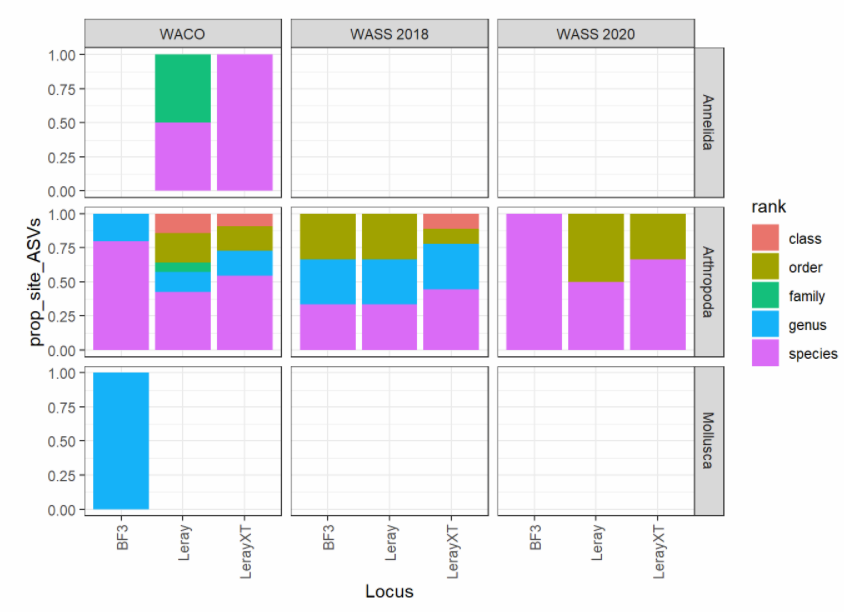 WACO WASS 2018 WASS 2020
1.00
0.75
0.50
0.25
0.00
Annelida
1.00
0.75
0.50
0.25
0.00
Arthropoda
1.00
0.75
0.50
0.25
0.00
Mollusca
prop_site_ASVs
BF3 Leray LerayXT BF3 Leray LerayXT BF3 Leray LerayXT
Locus
rank
class
order
family
genus
species